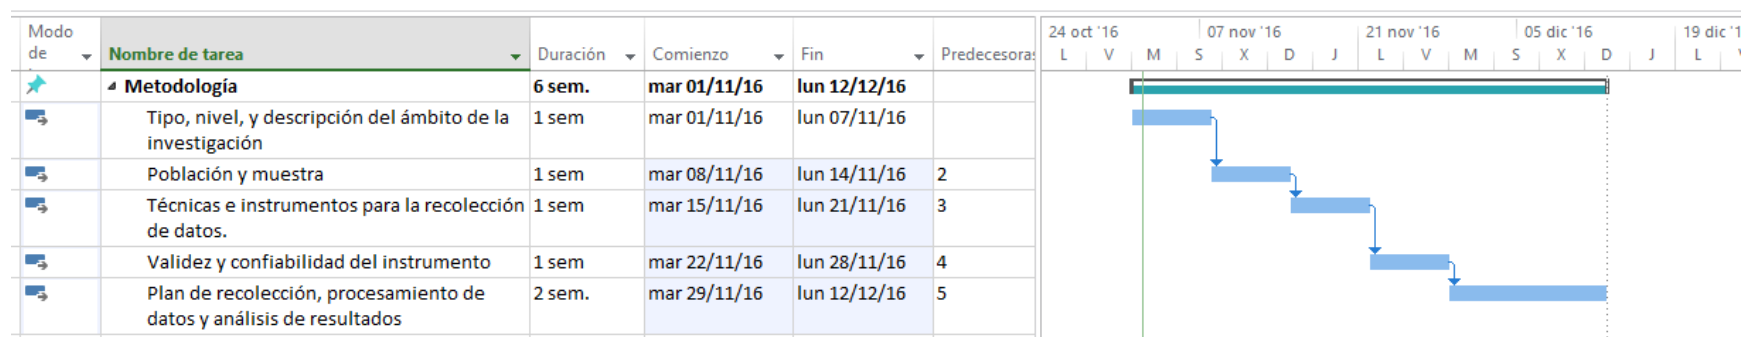 Modo de
Nombre de tarea
Duración
Comienzo
Fin
Predecesoras
24 oct '16
07 nov '16
21 nov '16
05 dic '16
19 dic '1
L V M S X D J L V M S X D J L
Metodología 6 sem. mar 01/11/16 lun 12/12/16
Tipo, nivel, y descripción del ámbito de la 1 sem mar 01/11/16 lun 07/11/16
investigación
Población y muestra 1 sem mar 08/11/16 lun 14/11/16 2
Técnicas e instrumentos para la recolección 1 sem mar 15/11/16 lun 21/11/16 3
de datos.
Validez y confiabilidad del instrumento 1 sem mar 22/11/16 lun 28/11/16 4
Plan de recolección, procesamiento de 2 sem. mar 29/11/16 lun 12/12/16 5
datos y análisis de resultados